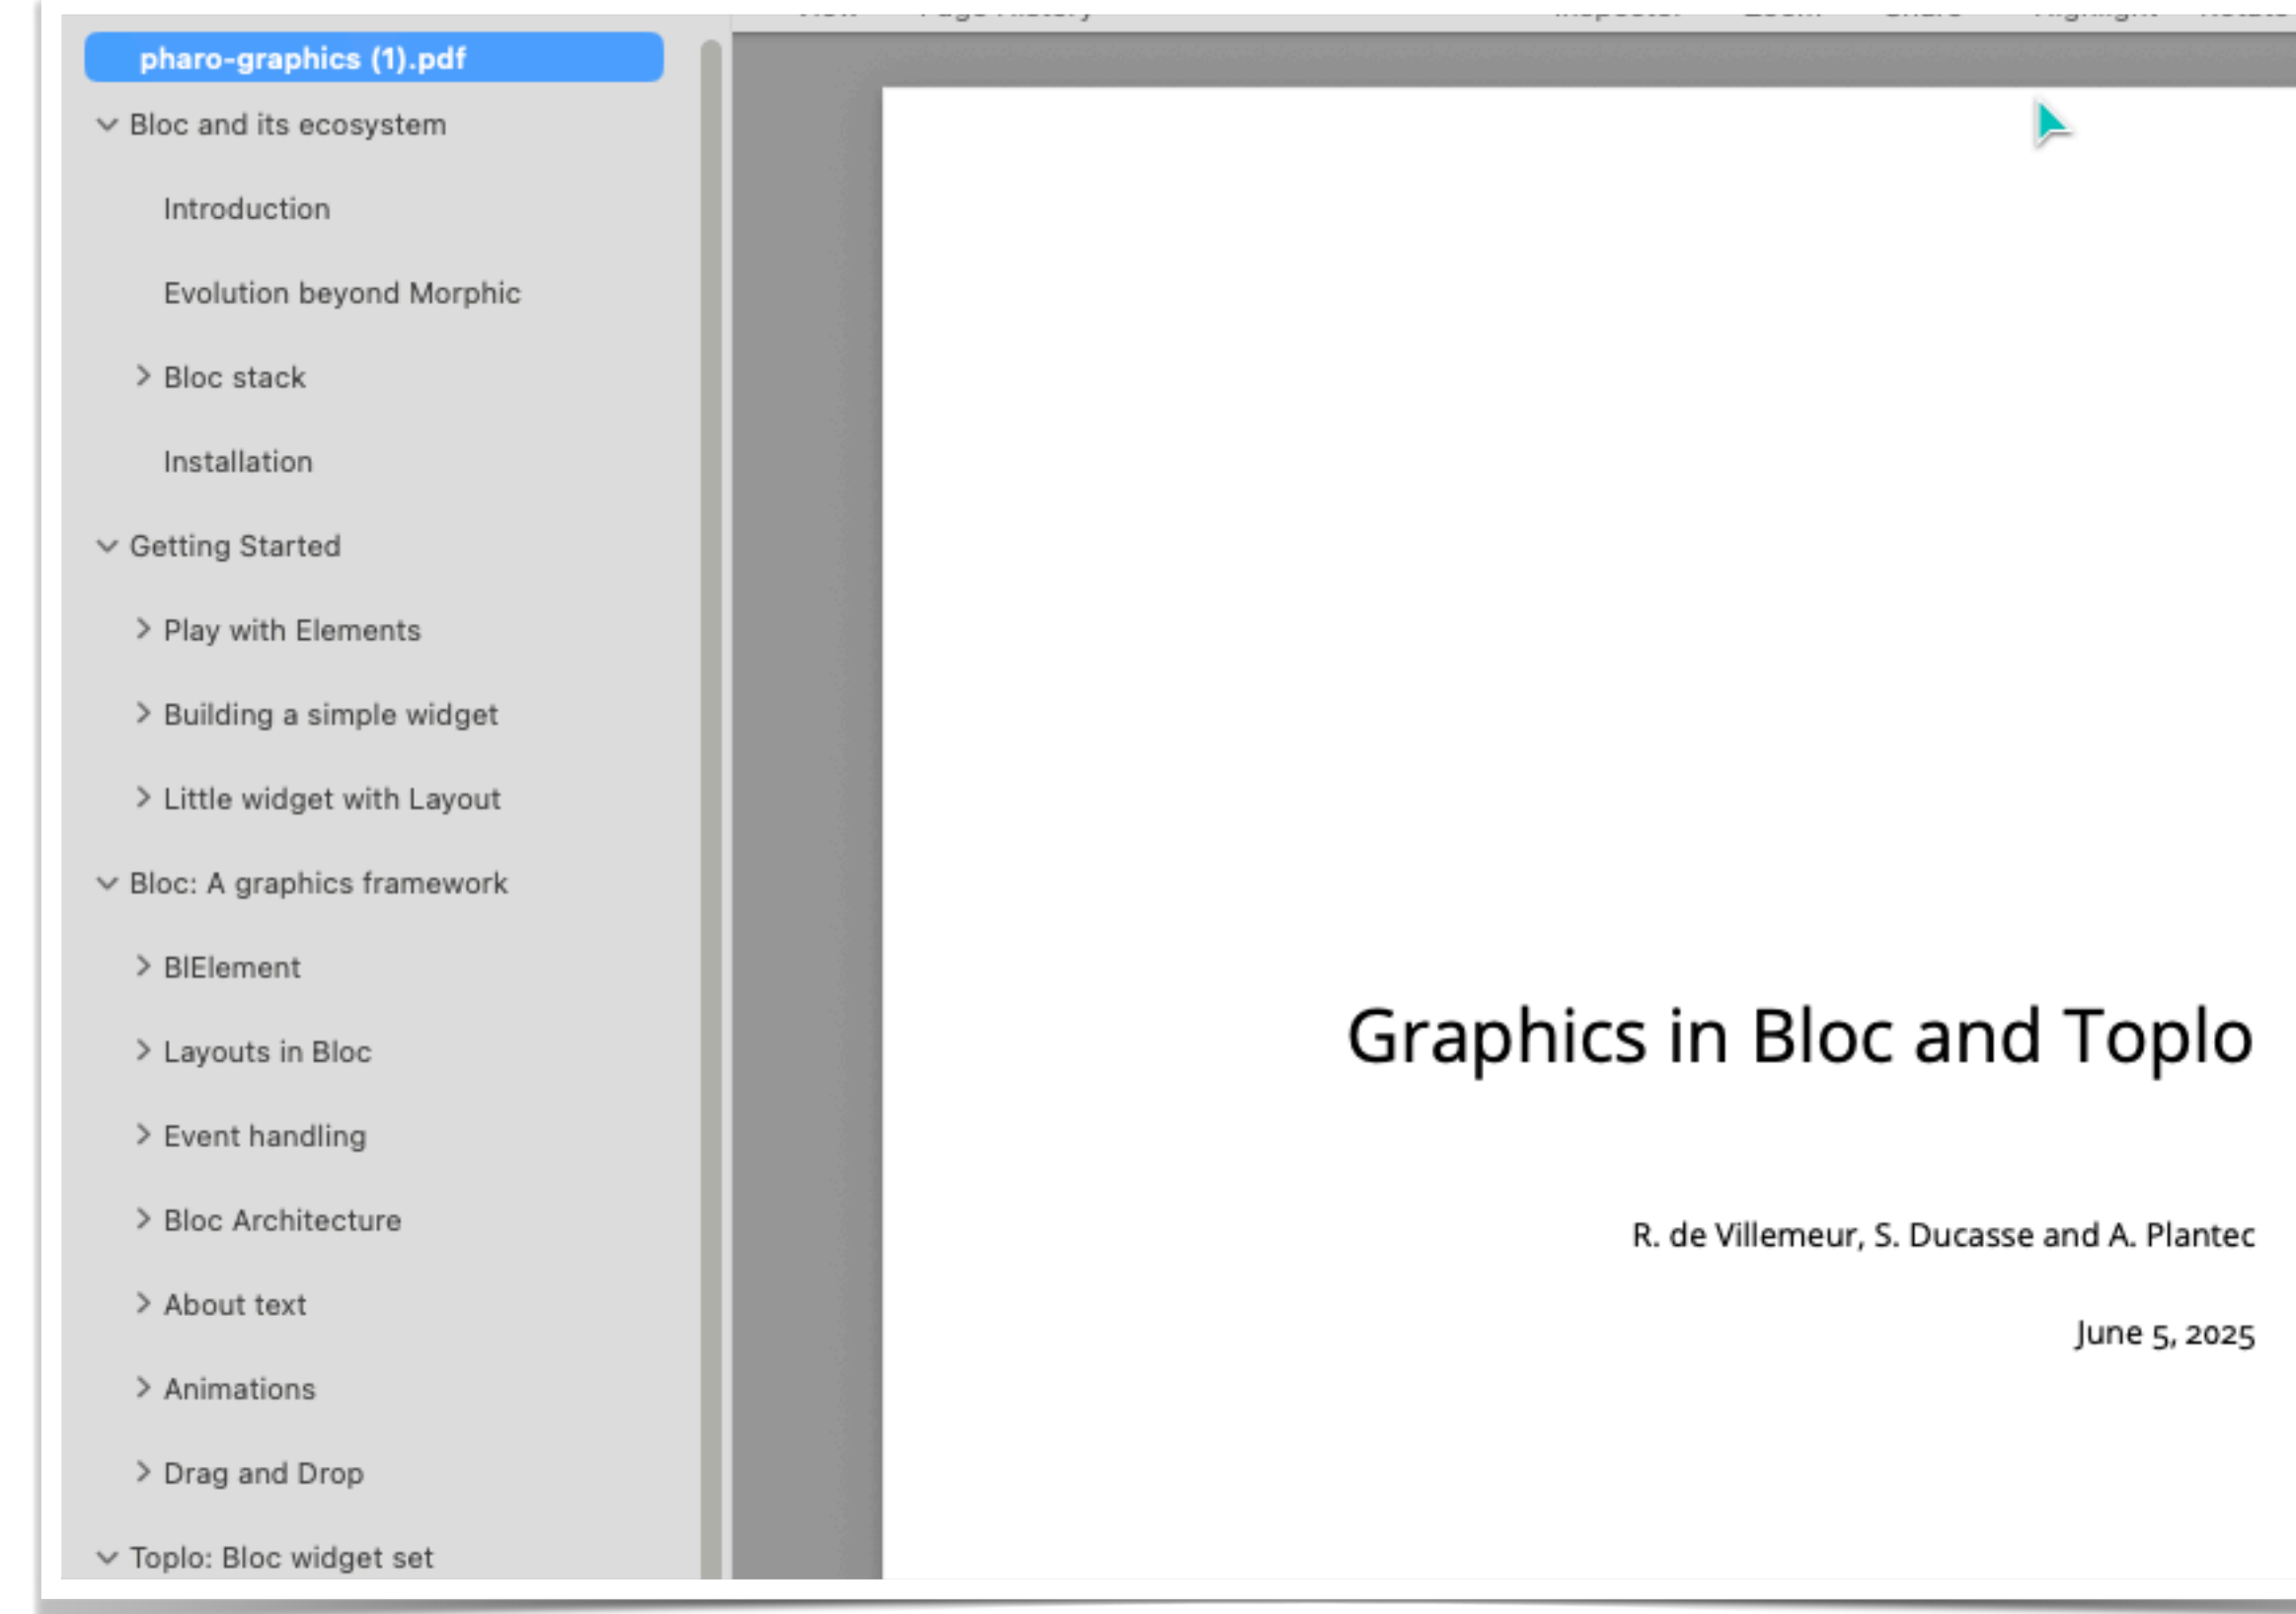 pharo-graphics (1).pdf
Bloc and its ecosystem
Introduction
Evolution beyond Morphic
Bloc stack
Installation
Getting Started
Play with Elements
Building a simple widget
Little widget with Layout
Bloc: A graphics framework
BlElement
Layouts in Bloc
Event handling
Bloc Architecture
About text
Animations
Drag and Drop
Toplo: Bloc widget set
Graphics in Bloc and Toplo
R. de Villemeur, S. Ducasse and A. Plantec
June 5, 2025